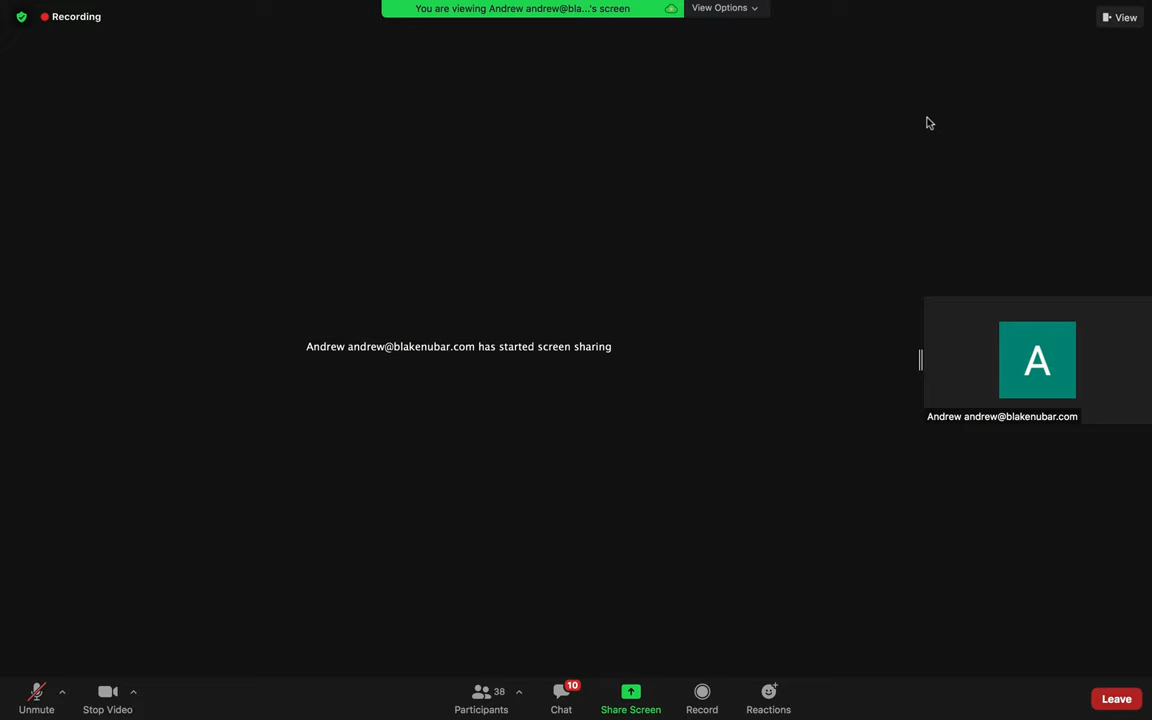 Recording
You are viewing Andrew andrew@bla...'s screen
View Options
View
Andrew andrew@blakenubar.com has started screen sharing
A
Andrew andrew@blakenubar.com
Unmute
Stop Video
38
Participants
10
Chat
Share Screen
Record
Reactions
Leave